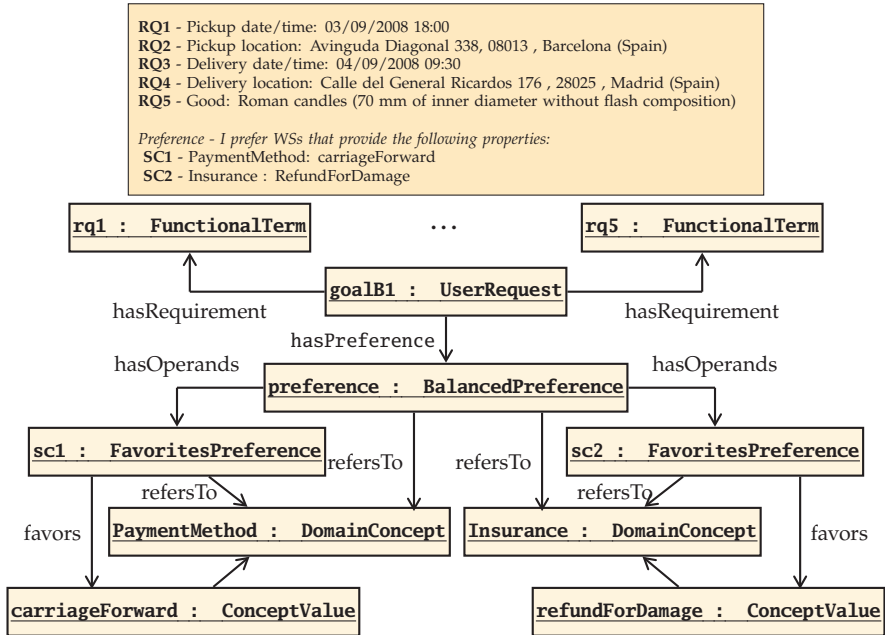 RQ1 - Pickup date/time: 03/09/2008 18:00
RQ2 - Pickup location: Avinguda Diagonal 338, 08013 , Barcelona (Spain)
RQ3 - Delivery date/time: 04/09/2008 09:30
RQ4 - Delivery location: Calle del General Ricardos 176 , 28025 , Madrid (Spain)
RQ5 - Good: Roman candles (70 mm of inner diameter without flash composition)
Preference - I prefer WSs that provide the following properties:
SC1 - PaymentMethod: carriageForward
SC2 - Insurance : RefundForDamage
rq1 : FunctionalTerm
...
rq5 : FunctionalTerm
goalB1 : UserRequest
hasRequirement
hasRequirement
hasPreference
hasOperands
hasOperands
preference : BalancedPreference
sc1 : FavoritesPreference
sc2 : FavoritesPreference
refersTo
refersTo
refersTo
refersTo
favors
favors
PaymentMethod : DomainConcept
Insurance : DomainConcept
carriageForward : ConceptValue
refundForDamage : ConceptValue